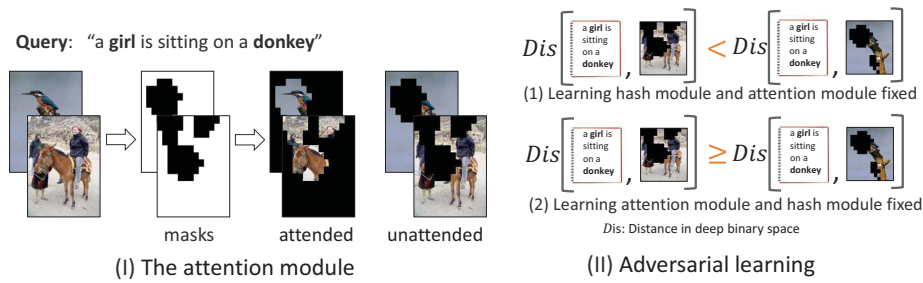 Query: “a girl is sitting on a donkey”
masks
attended
unattended
(I) The attention module
Dis
a girl is
sitting
on a
donkey
,
<
Dis
a girl is
sitting
on a
donkey
,
(1) Learning hash module and attention module fixed
Dis
a girl is
sitting
on a
donkey
,
≥
Dis
a girl is
sitting
on a
donkey
,
(2) Learning attention module and hash module fixed
Dis: Distance in deep binary space
(II) Adversarial learning